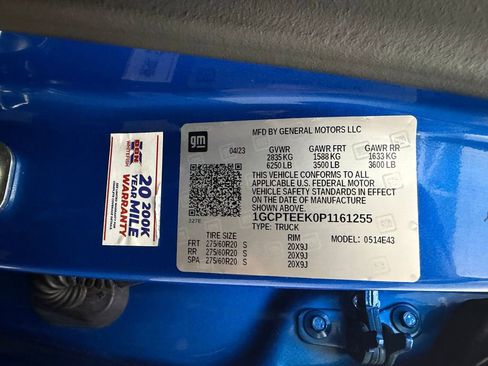 gm
MFD BY GENERAL MOTORS LLC
04/23 GVWR GAWR FRT GAWR RR
2835 KG 1588 KG 1633 KG
6250 LB 3500 LB 3600 LB
THIS VEHICLE CONFORMS TO ALL
APPLICABLE U.S. FEDERAL MOTOR
VEHICLE SAFETY STANDARDS IN EFFECT
ON THE DATE OF MANUFACTURE
SHOWN ABOVE.
1GCPTEEK0P1161255
TYPE: TRUCK
TIRE SIZE RIM MODEL: 0514E43
FRT 275/60R20 S 20X9J
RR 275/60R20 S 20X9J
SPA 275/60R20 S 20X9J
20 200K
YEAR MILE
WARRANTY